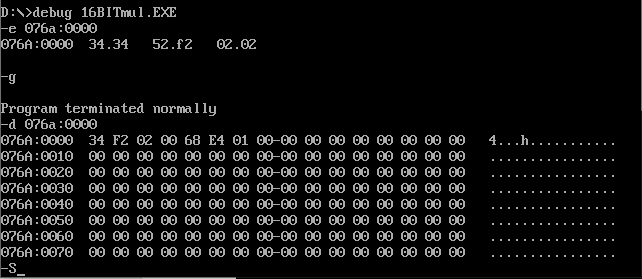 D:\>debug 16BITmul.EXE
-e 076a:0000
076A:0000  34.34   52.f2   02.02
-g
Program terminated normally
-d 076a:0000
076A:0000  34 F2 02 00 68 E4 01 00-00 00 00 00 00 00 00 00   4...h...........
076A:0010  00 00 00 00 00 00 00 00-00 00 00 00 00 00 00 00   ................
076A:0020  00 00 00 00 00 00 00 00-00 00 00 00 00 00 00 00   ................
076A:0030  00 00 00 00 00 00 00 00-00 00 00 00 00 00 00 00   ................
076A:0040  00 00 00 00 00 00 00 00-00 00 00 00 00 00 00 00   ................
076A:0050  00 00 00 00 00 00 00 00-00 00 00 00 00 00 00 00   ................
076A:0060  00 00 00 00 00 00 00 00-00 00 00 00 00 00 00 00   ................
076A:0070  00 00 00 00 00 00 00 00-00 00 00 00 00 00 00 00   ................
-S_